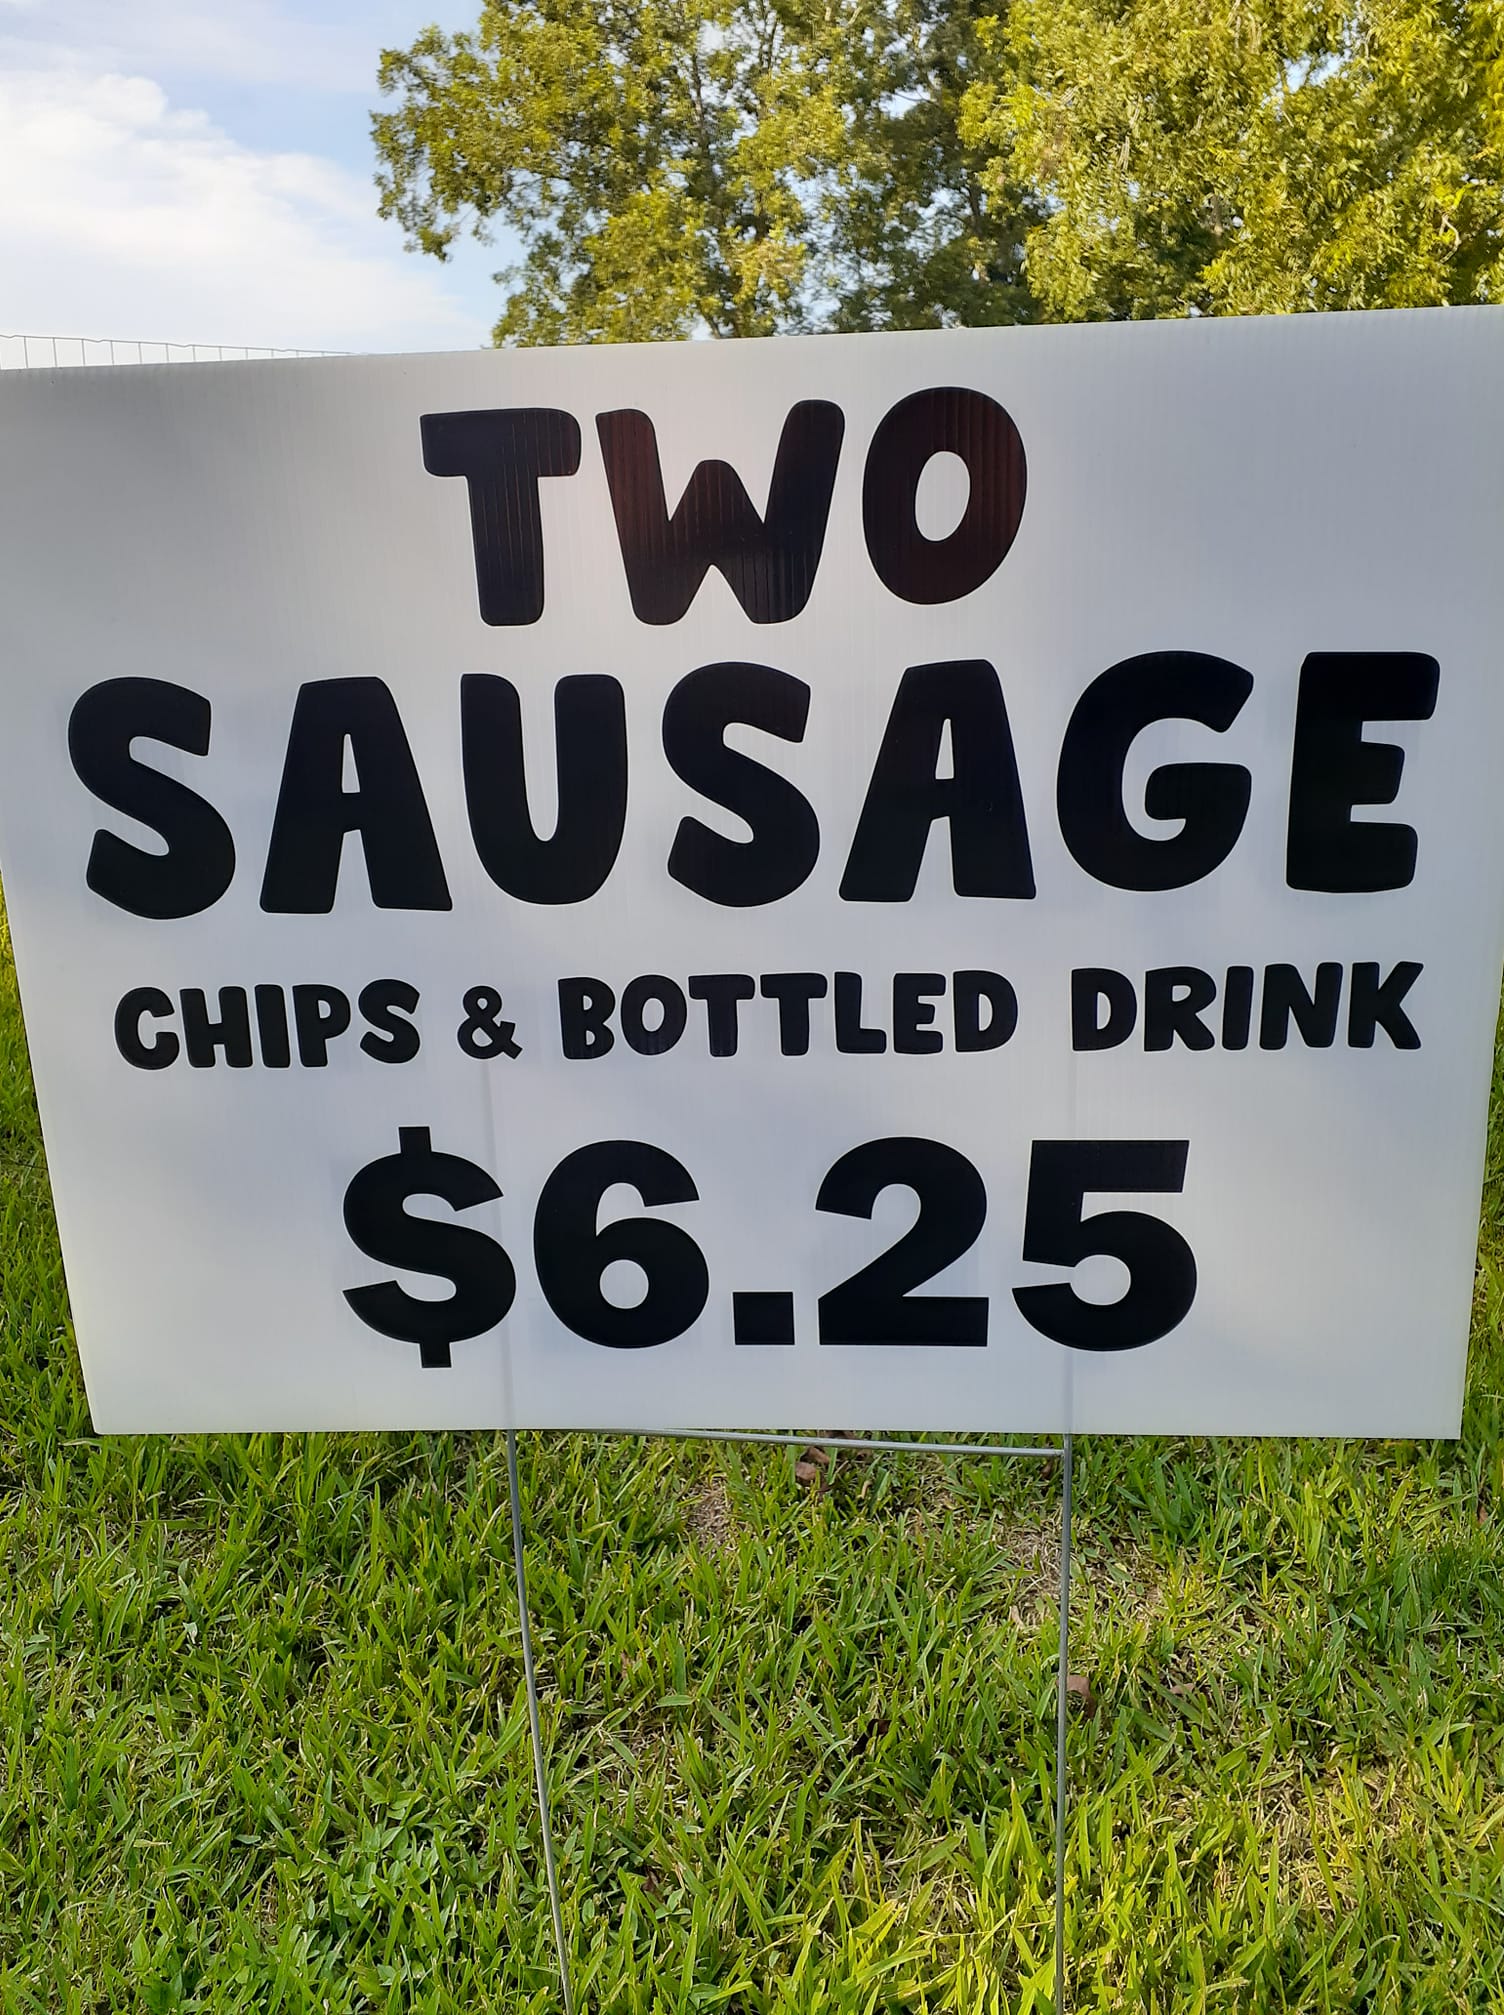 TWO
SAUSAGE
CHIPS & BOTTLED DRINK
$6.25